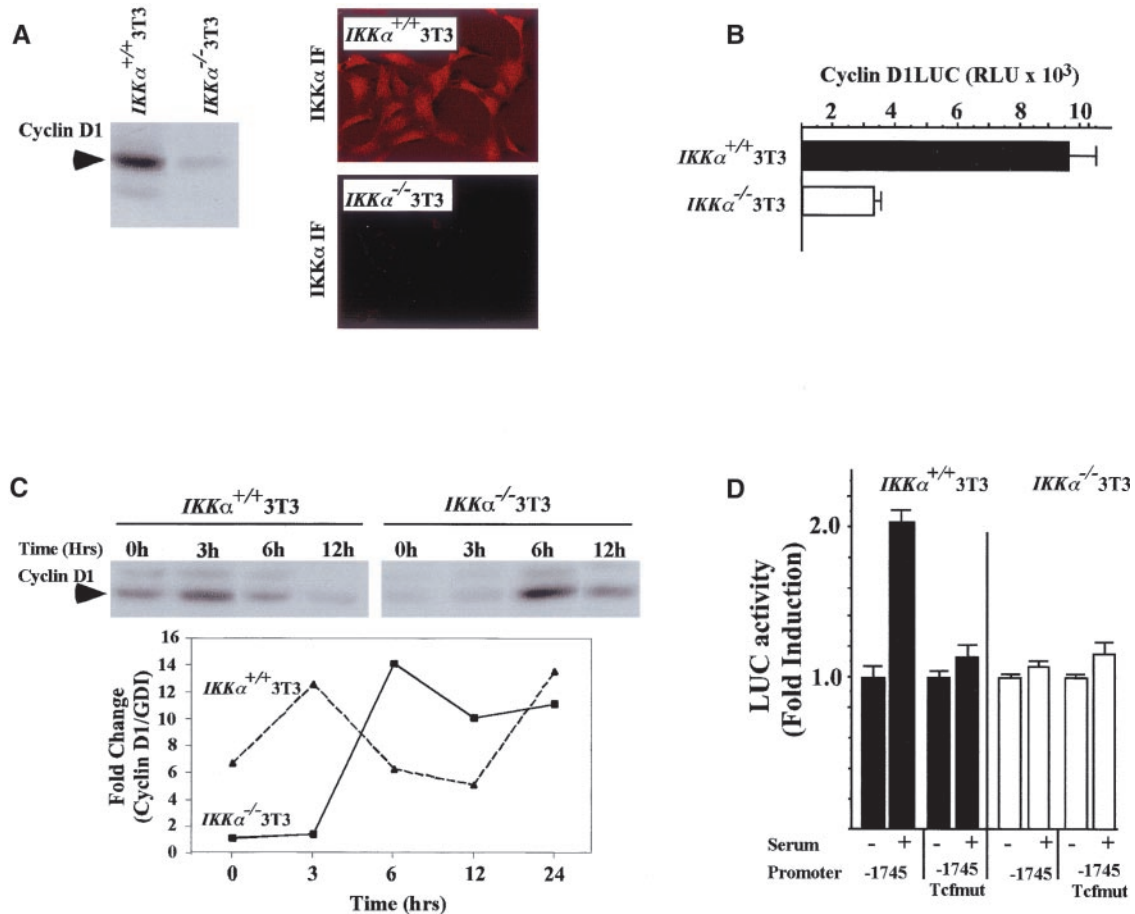 A
IKKα+/+3T3
IKKα-/-3T3
Cyclin D1
IKKα IF
IKKα+/+3T3
IKKα IF
IKKα-/-3T3
B
Cyclin D1LUC (RLU x 10³)
2 4 6 8 10
IKKα+/+3T3
IKKα-/-3T3
C
IKKα+/+3T3 IKKα-/-3T3
Time (Hrs) 0h 3h 6h 12h 0h 3h 6h 12h
Cyclin D1
Fold Change
(Cyclin D1/GDI)
16
14
12
10
8
6
4
2
0
IKKα+/+3T3
IKKα-/-3T3
0 3 6 12 24
Time (hrs)
D
IKKα+/+3T3 IKKα-/-3T3
LUC activity
(Fold Induction)
2.0
1.0
Serum - + - + - + - +
Promoter -1745 -1745 -1745 -1745
Tcfmut Tcfmut